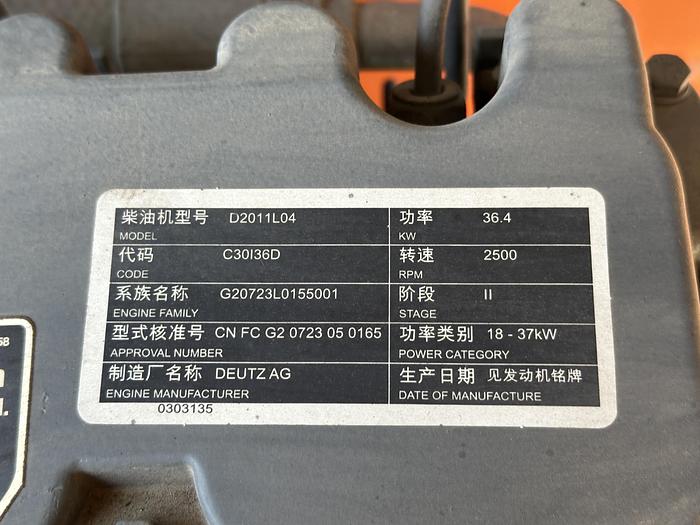 柴油机型号 D2011L04 功率 36.4
MODEL KW
代码 C30I36D 转速 2500
CODE RPM
系族名称 G20723L0155001 阶段 II
ENGINE FAMILY STAGE
型式核准号 CN FC G2 0723 05 0165 功率类别 18 - 37kW
APPROVAL NUMBER POWER CATEGORY
制造厂名称 DEUTZ AG 生产日期 见发动机铭牌
ENGINE MANUFACTURER DATE OF MANUFACTURE
0303135